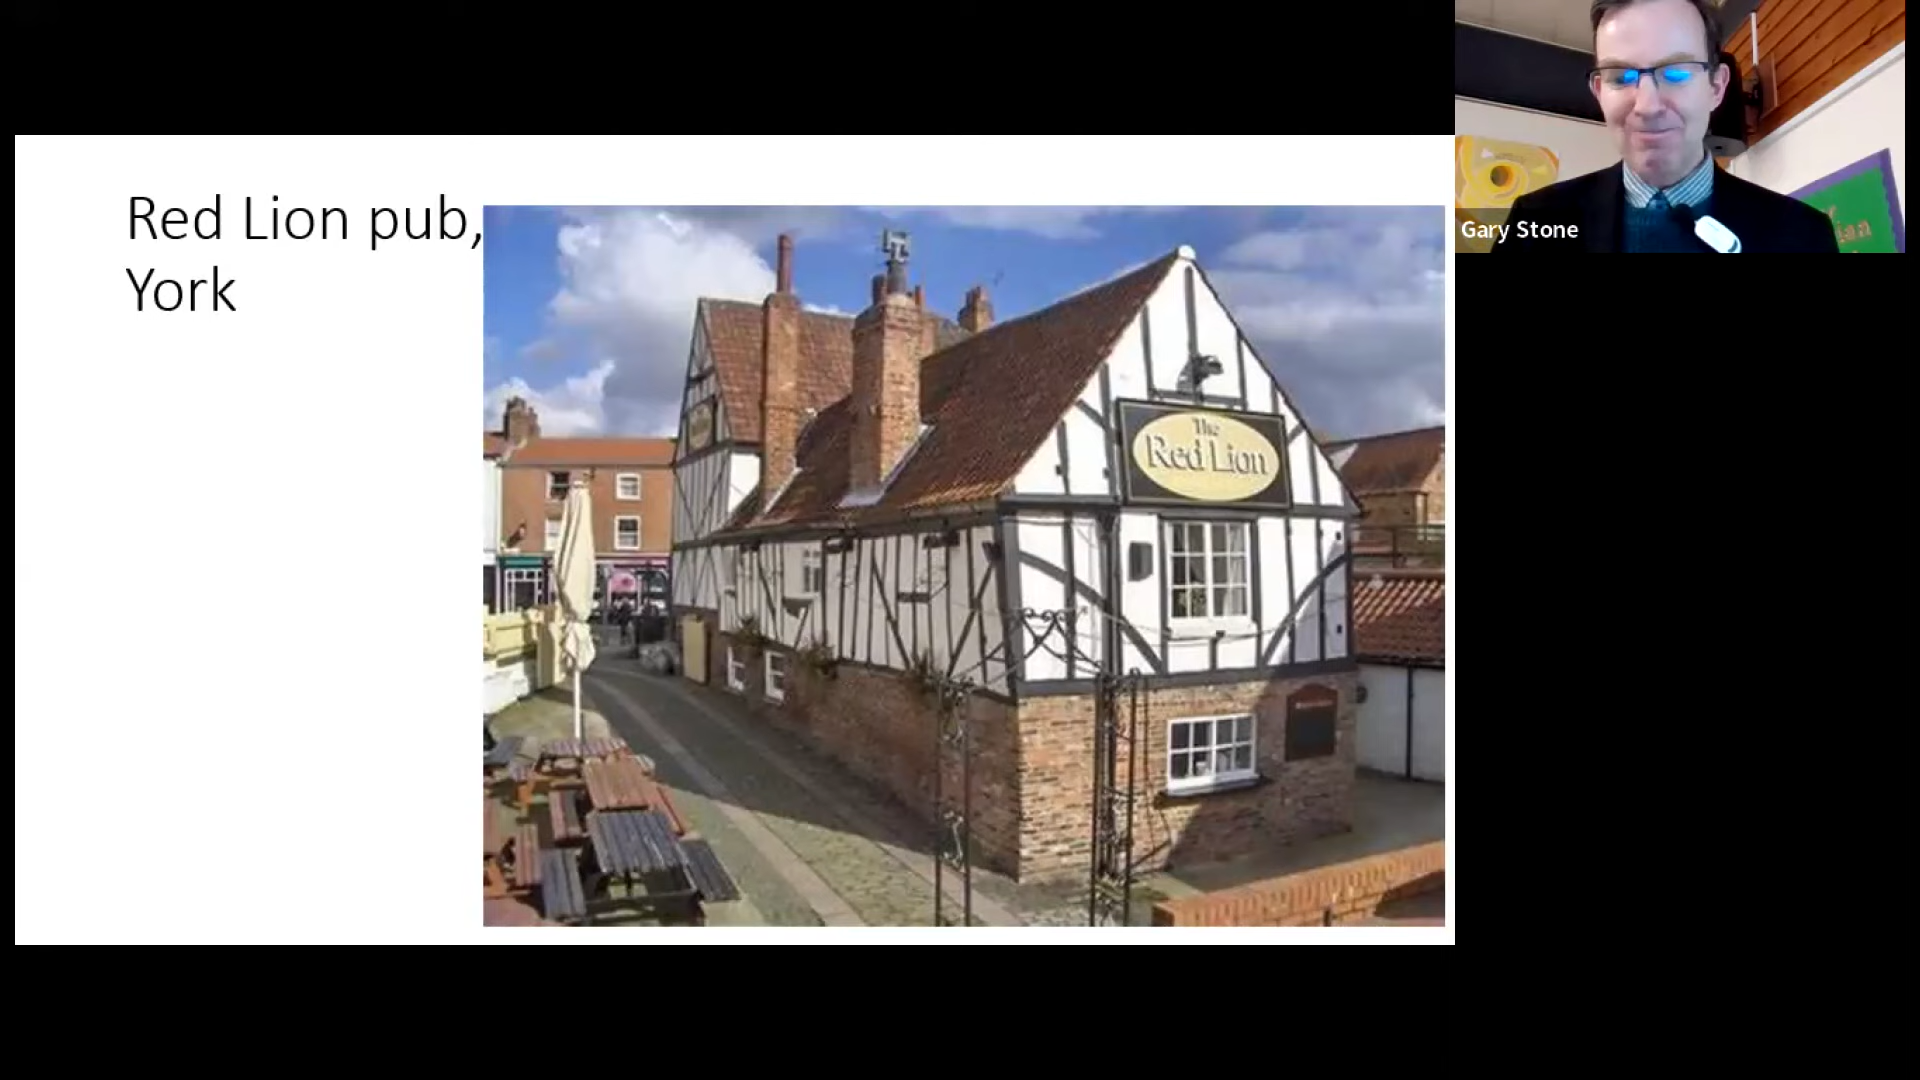 Red Lion pub,
York
The
Red Lion
Gary Stone